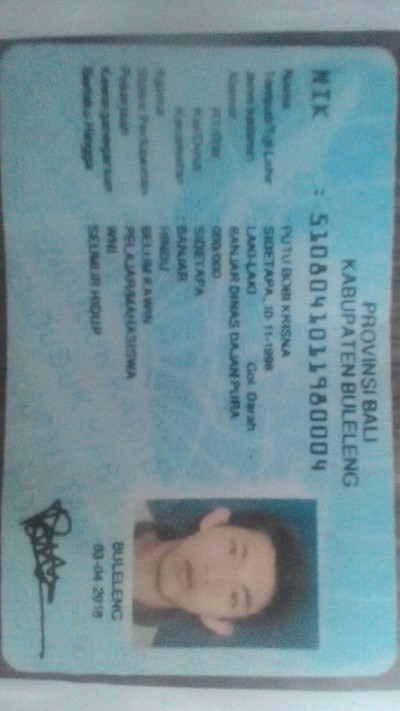 PROVINSI BALI
KABUPATEN BULELENG
NIK : 5108041011980004
Nama : PUTU BOBI KRISNA
Tempat/Tgl Lahir : SIDETAPA, 10-11-1998
Jenis kelamin : LAKI-LAKI Gol. Darah : -
Alamat : BANJAR DINAS DAJAN PURA
RT/RW : 000/000
Kel/Desa : SIDETAPA
Kecamatan : BANJAR
Agama : HINDU
Status Perkawinan : BELUM KAWIN
Pekerjaan : PELAJAR/MAHASISWA
Kewarganegaraan : WNI
Berlaku Hingga : SEUMUR HIDUP
BULELENG
03-04-2018